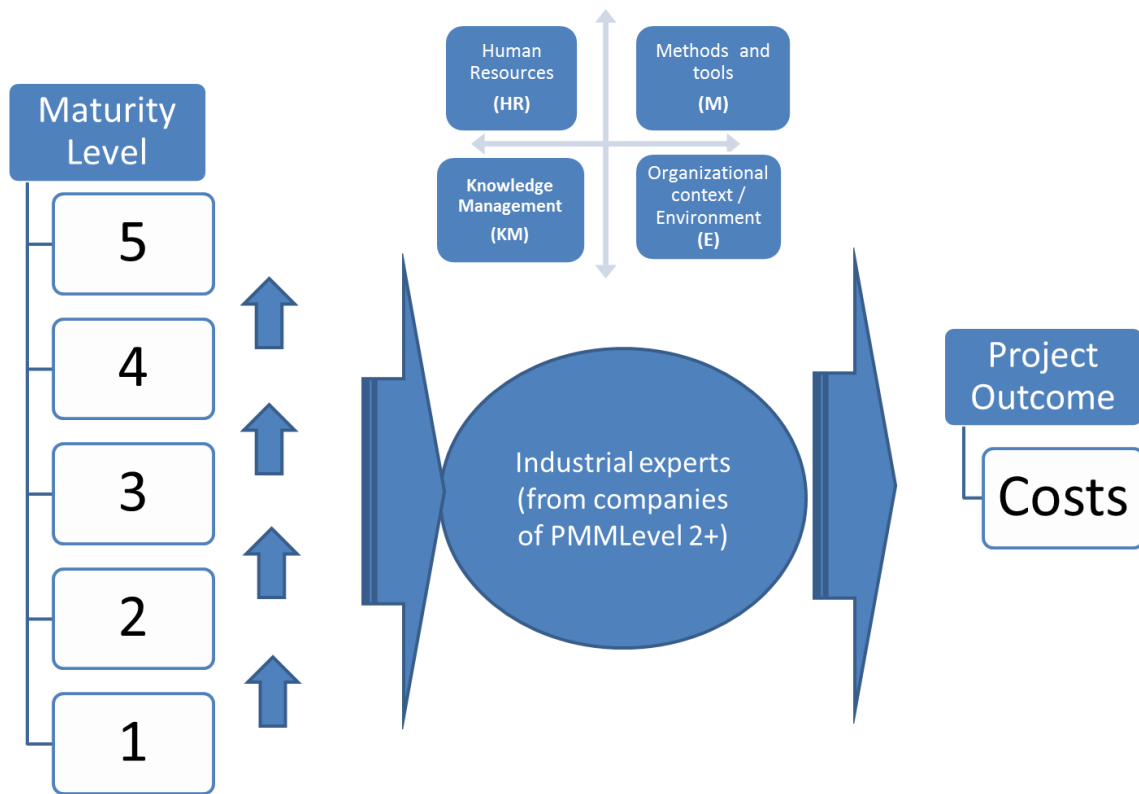 Maturity
Level
5
4
3
2
1
Human
Resources
(HR)
Methods and
tools
(M)
Knowledge
Management
(KM)
Organizational
context /
Environment
(E)
Industrial experts
(from companies
of PMMLevel 2+)
Project
Outcome
Costs